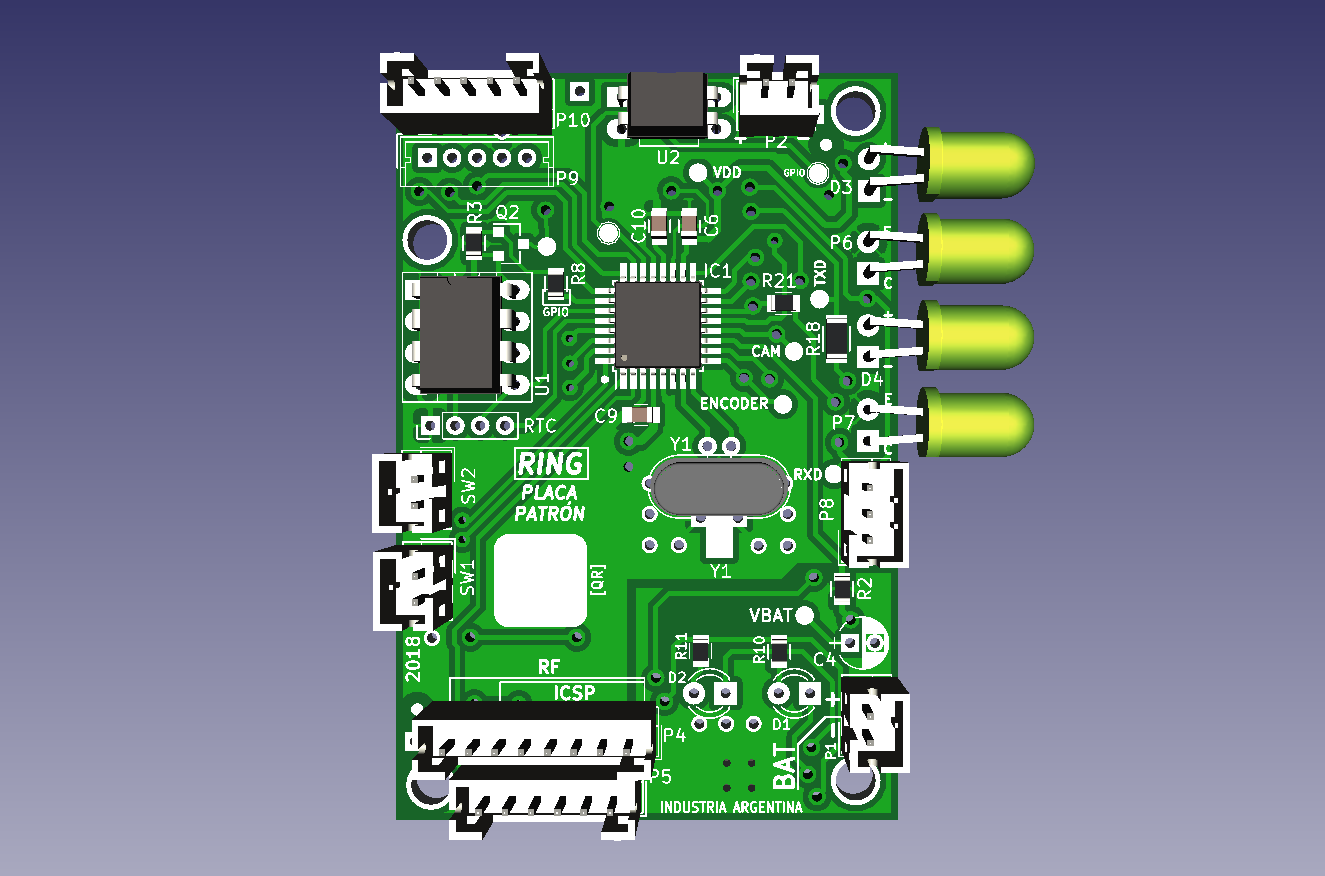 P10
P2
+ -
U2
P9
VDD
GPIO
D3
-
R3
Q2
C10
C6
P6
C
R8
IC1
GPIO
R21
TXD
R18
CAM
+
-
D4
ENCODER
E
P7
C
U1
C9
RTC
Y1
RXD
RING
PLACA
PATRÓN
SW2
P8
SW1
[QR]
Y1
R2
VBAT
2018
R11
R10
+
C4
RF
D2
ICSP
+
-
D1
P4
P1
BAT
P5
INDUSTRIA ARGENTINA